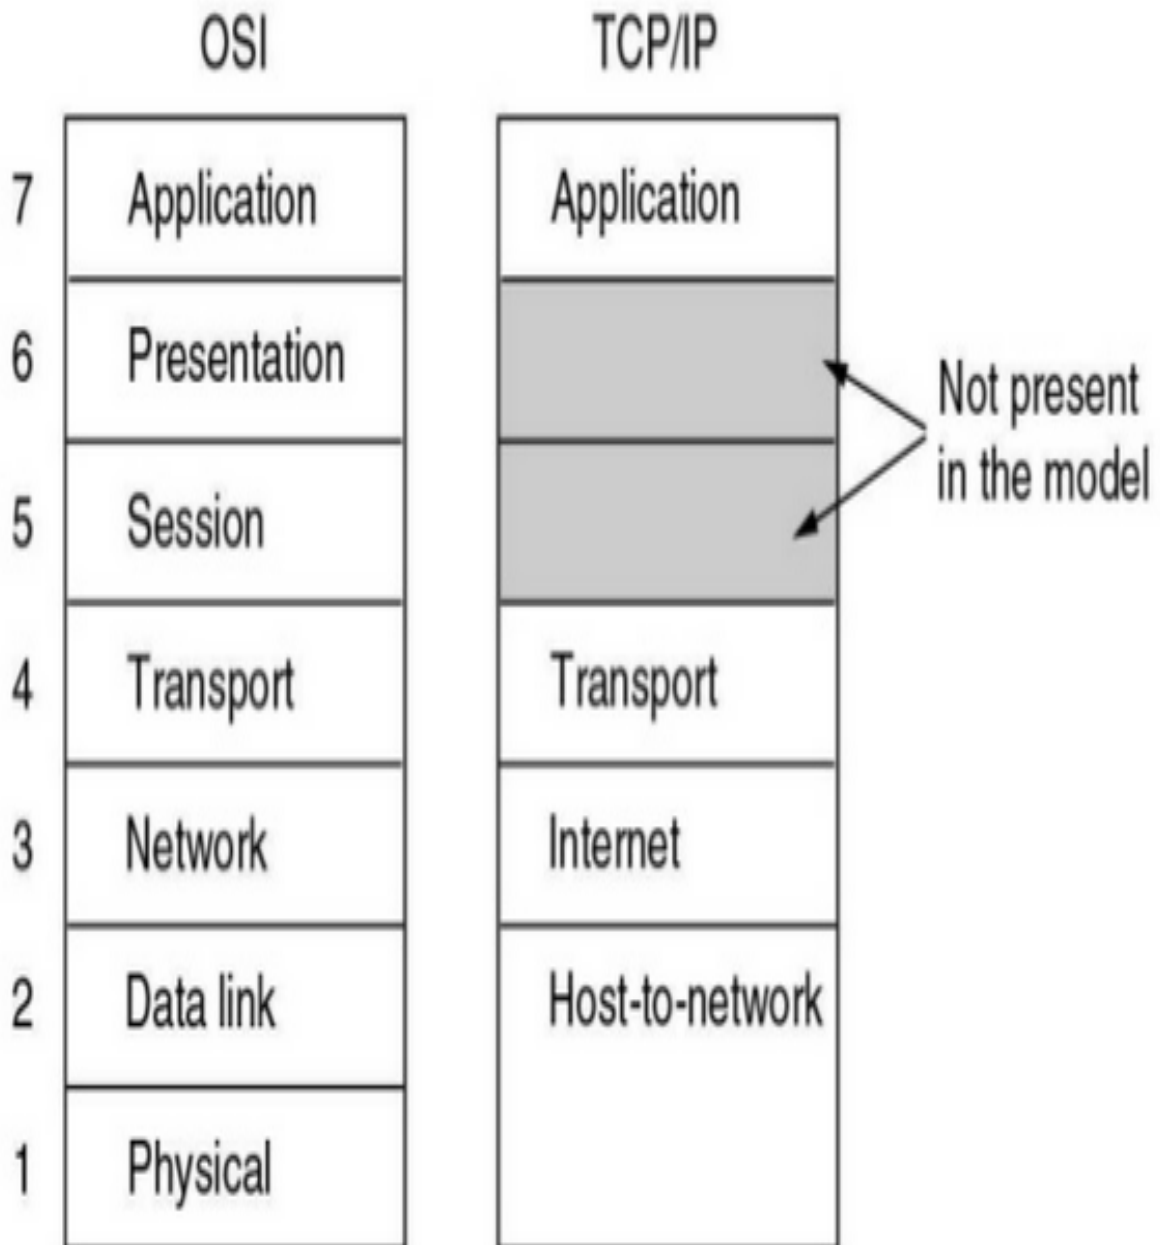 OSI
TCP/IP
7
Application
Application
6
Presentation
Not present
in the model
5
Session
4
Transport
Transport
3
Network
Internet
2
Data link
Host-to-network
1
Physical